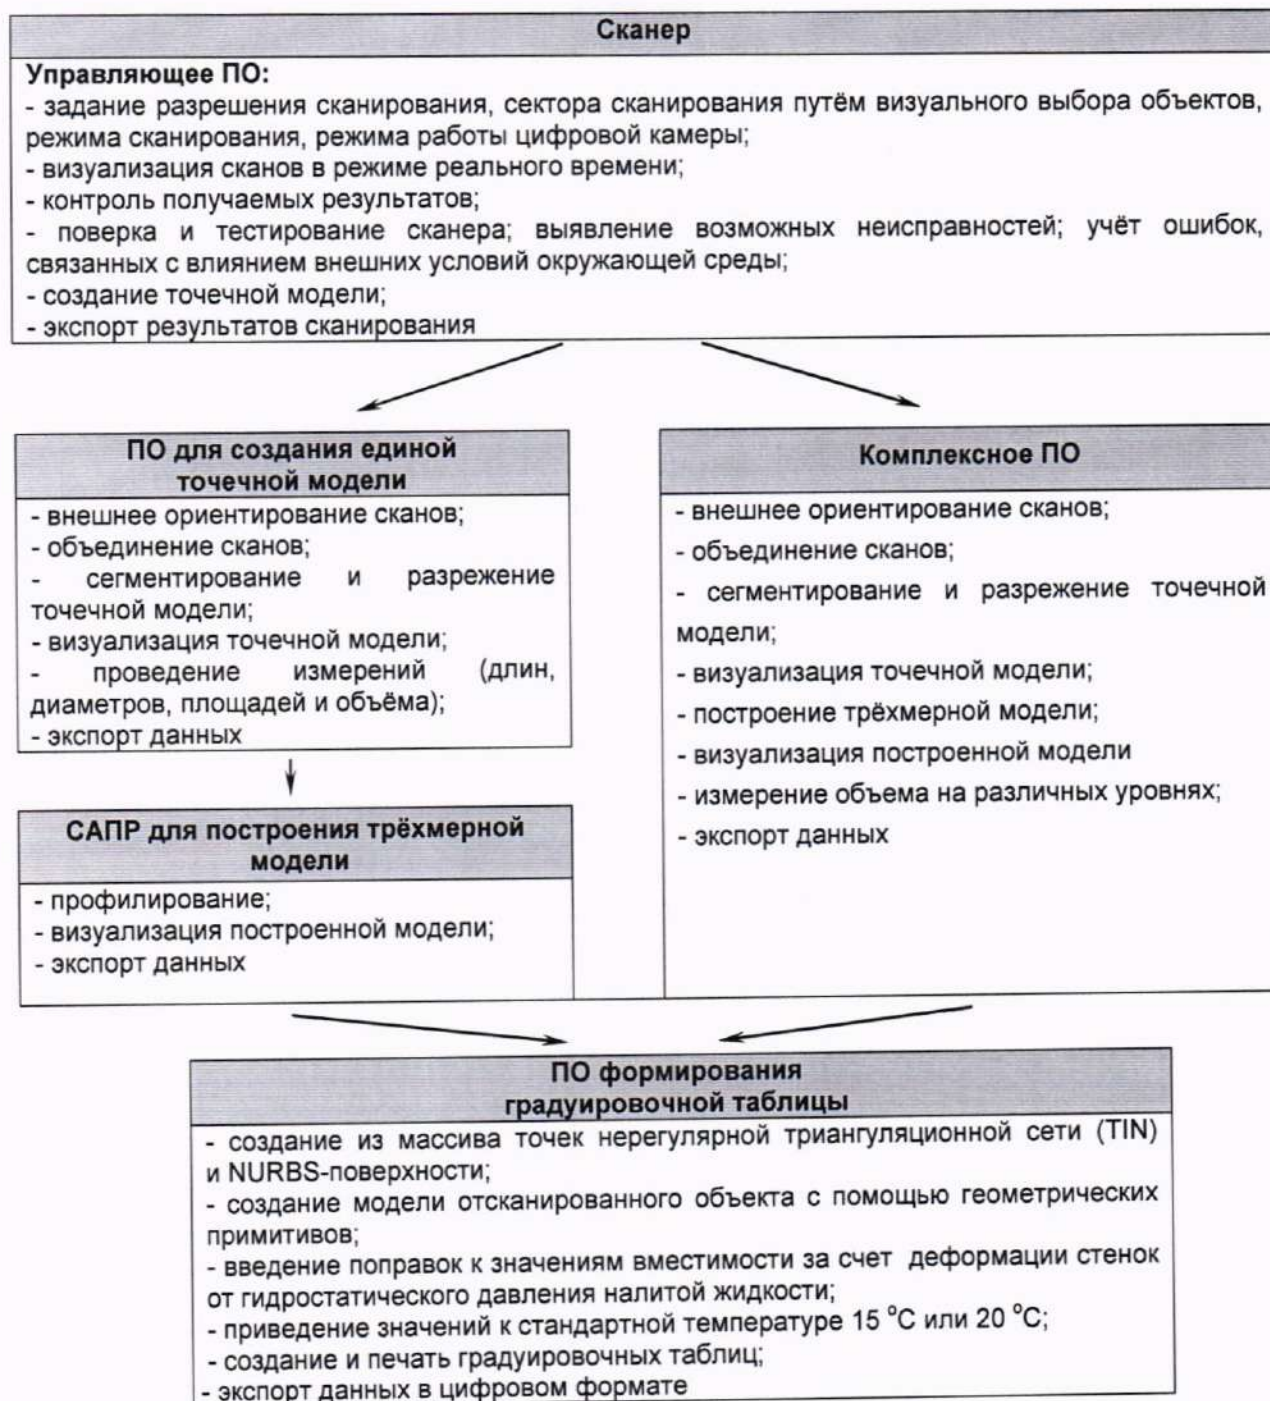 Сканер
Управляющее ПО:
- задание разрешения сканирования, сектора сканирования путём визуального выбора объектов,
режима сканирования, режима работы цифровой камеры;
- визуализация сканов в режиме реального времени;
- контроль получаемых результатов;
- поверка и тестирование сканера; выявление возможных неисправностей; учёт ошибок,
связанных с влиянием внешних условий окружающей среды;
- создание точечной модели;
- экспорт результатов сканирования
ПО для создания единой
точечной модели
- внешнее ориентирование сканов;
- объединение сканов;
- сегментирование и разрежение
точечной модели;
- визуализация точечной модели;
- проведение измерений (длин,
диаметров, площадей и объёма);
- экспорт данных
САПР для построения трёхмерной
модели
- профилирование;
- визуализация построенной модели;
- экспорт данных
Комплексное ПО
- внешнее ориентирование сканов;
- объединение сканов;
- сегментирование и разрежение точечной
модели;
- визуализация точечной модели;
- построение трёхмерной модели;
- визуализация построенной модели
- измерение объема на различных уровнях;
- экспорт данных
ПО формирования
градуировочной таблицы
- создание из массива точек нерегулярной триангуляционной сети (TIN)
и NURBS-поверхности;
- создание модели отсканированного объекта с помощью геометрических
примитивов;
- введение поправок к значениям вместимости за счет деформации стенок
от гидростатического давления налитой жидкости;
- приведение значений к стандартной температуре 15 °C или 20 °C;
- создание и печать градуировочных таблиц;
- экспорт данных в цифровом формате